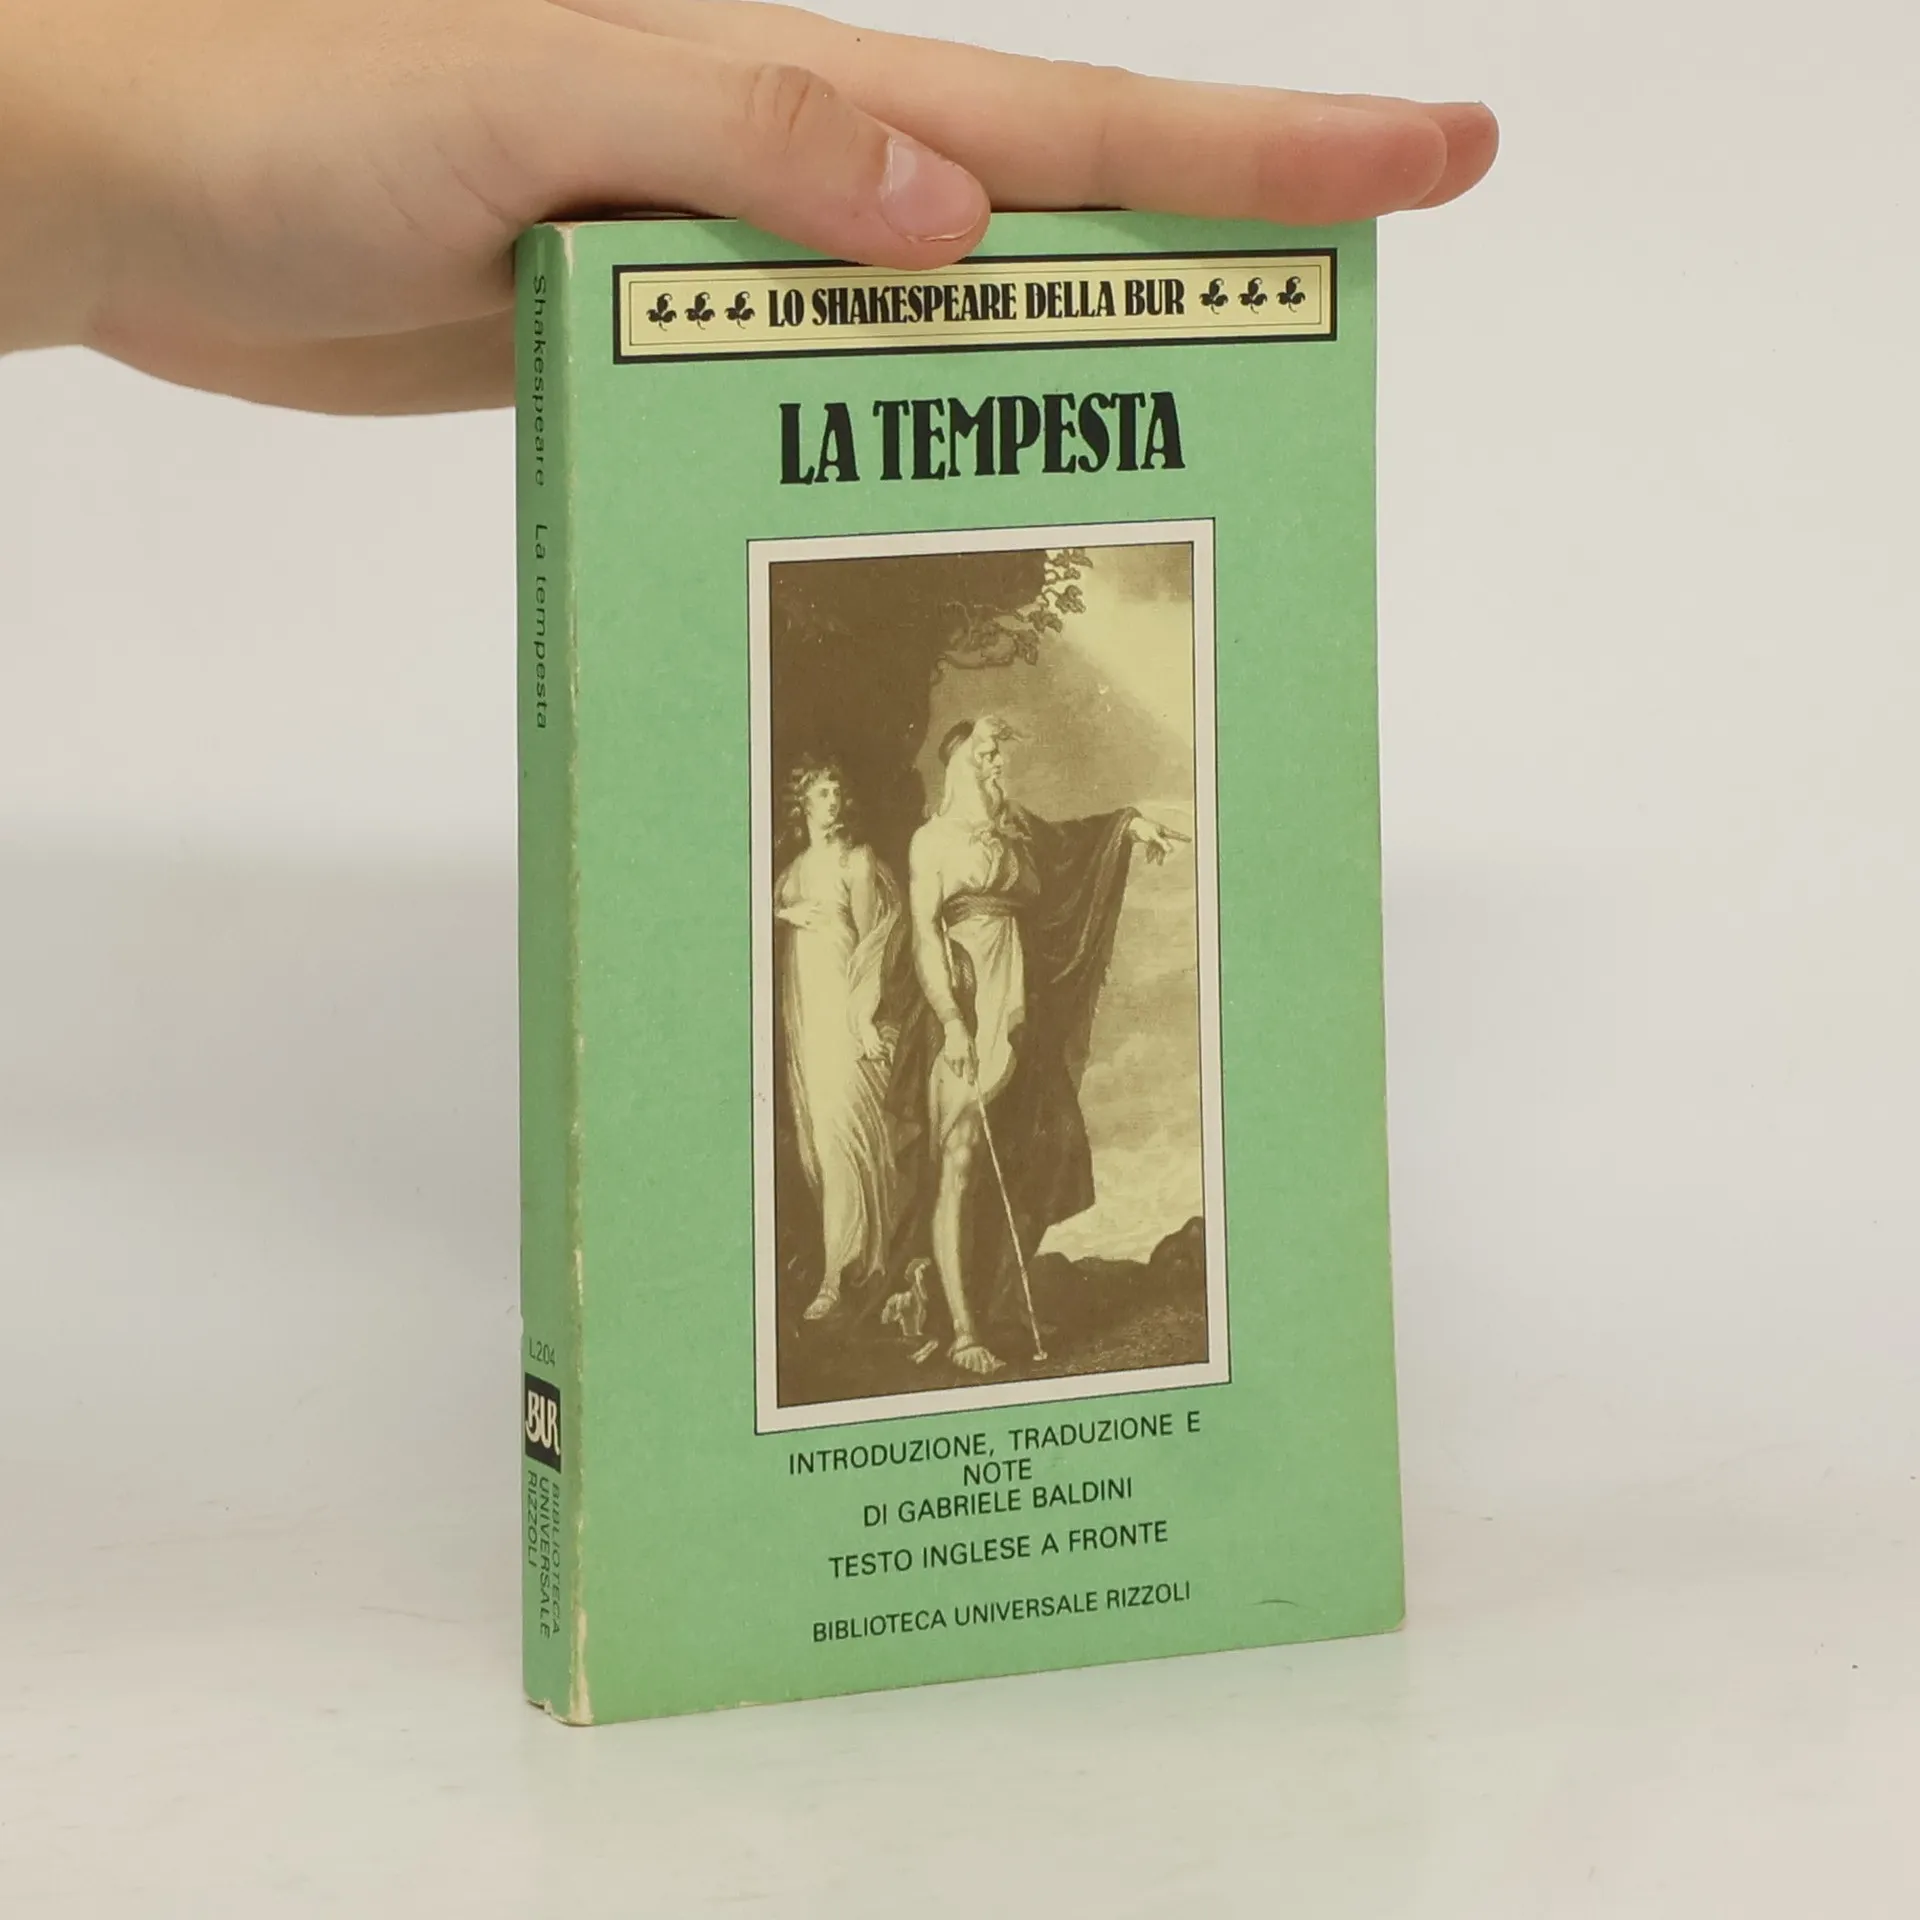 LO SHAKESPEARE DELLA BUR
LA TEMPESTA
INTRODUZIONE, TRADUZIONE E
NOTE
DI GABRIELE BALDINI
TESTO INGLESE A FRONTE
BIBLIOTECA UNIVERSALE RIZZOLI
Shakespeare La tempesta
L204
BUR
BIBLIOTECA
UNIVERSALE
RIZZOLI